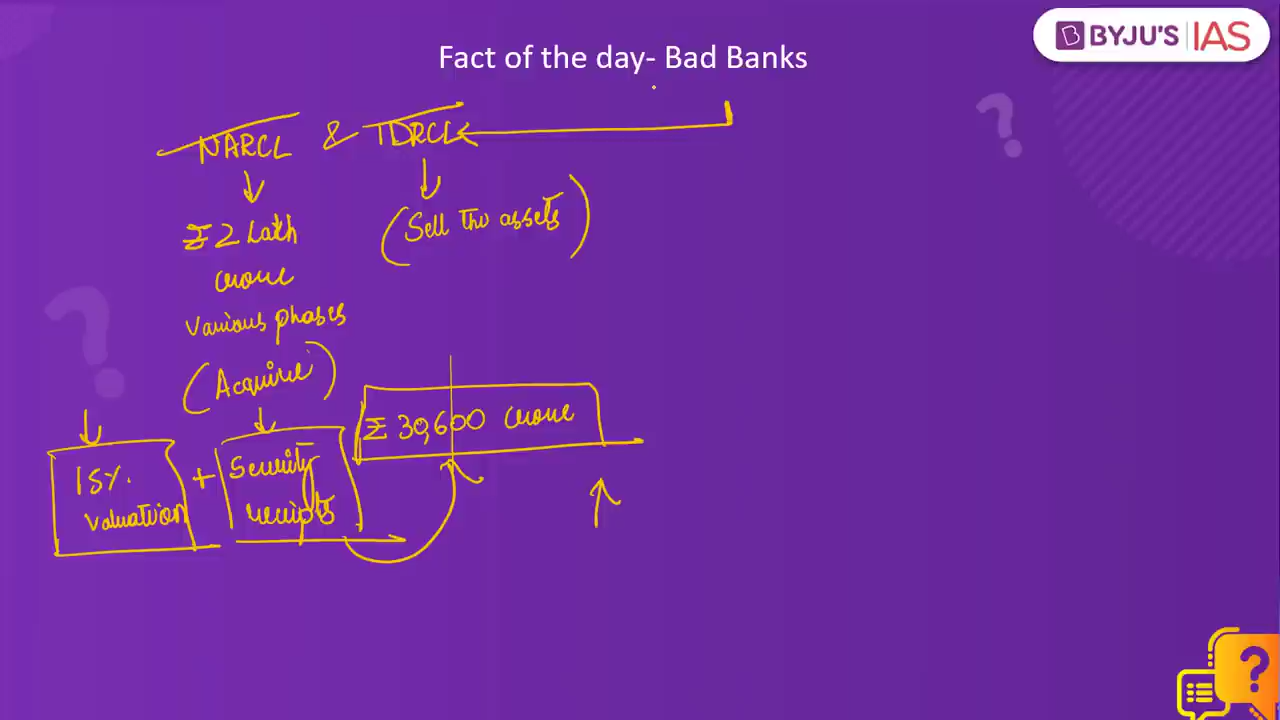 BYJU'S IAS
Fact of the day- Bad Banks
NARCL & IDRCL
₹ 2 Lakh
crore
Various phases
(Acquire)
(Sell the assets)
₹ 30,600 crore
15%.
Valuation
+
Security
receipts